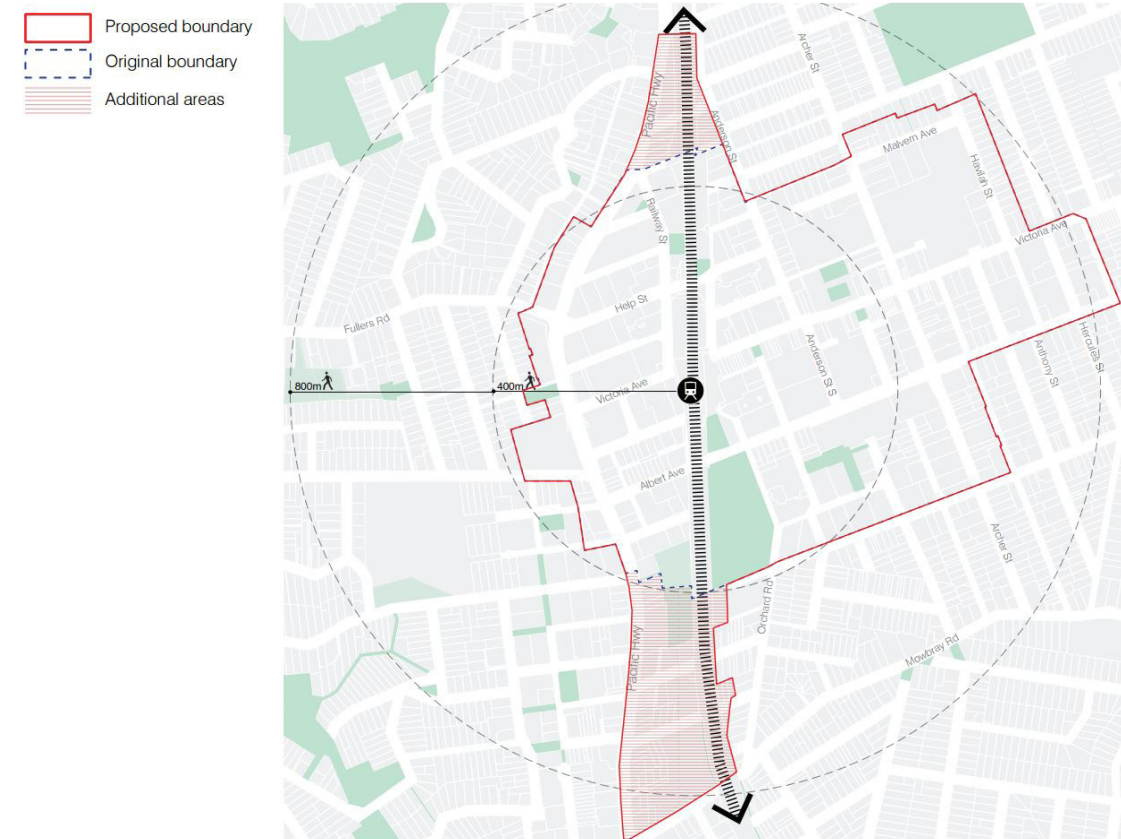 Proposed boundary
Original boundary
Additional areas
Archer St
Pacific Hwy
Anderson St
Malvern Ave
Havilah St
Railway St
Victoria Ave
Help St
Fullers Rd
Anderson St S
Anthony St
Hercules St
800m
400m
Victoria Ave
Albert Ave
Archer St
Orchard Rd
Pacific Hwy
Mowbray Rd